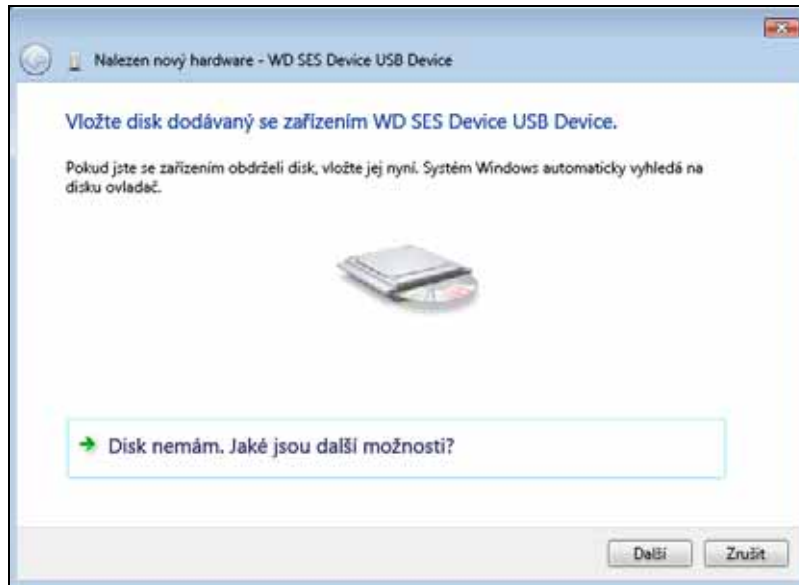 Nalezen nový hardware - WD SES Device USB Device
Vložte disk dodávaný se zařízením WD SES Device USB Device.
Pokud jste se zařízením obdrželi disk, vložte jej nyní. Systém Windows automaticky vyhledá na
disku ovladač.
Disk nemám. Jaké jsou další možnosti?
Další
Zrušit